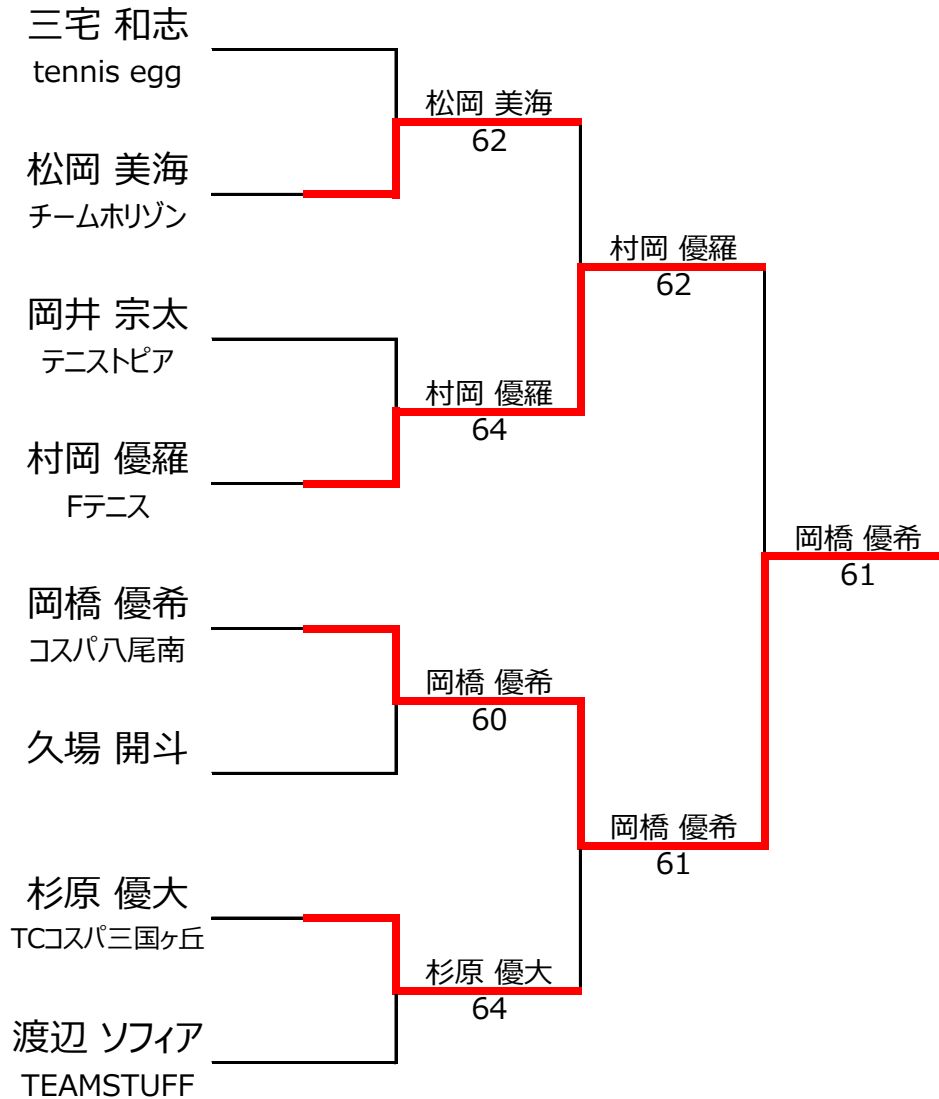 三宅 和志
tennis egg
松岡 美海
62
松岡 美海
チームホリゾン
村岡 優羅
62
岡井 宗太
テニストピア
村岡 優羅
64
村岡 優羅
Fテニス
岡橋 優希
61
岡橋 優希
コスパ八尾南
岡橋 優希
60
久場 開斗
岡橋 優希
61
杉原 優大
TCコスパ三国ヶ丘
杉原 優大
64
渡辺 ソフィア
TEAMSTUFF